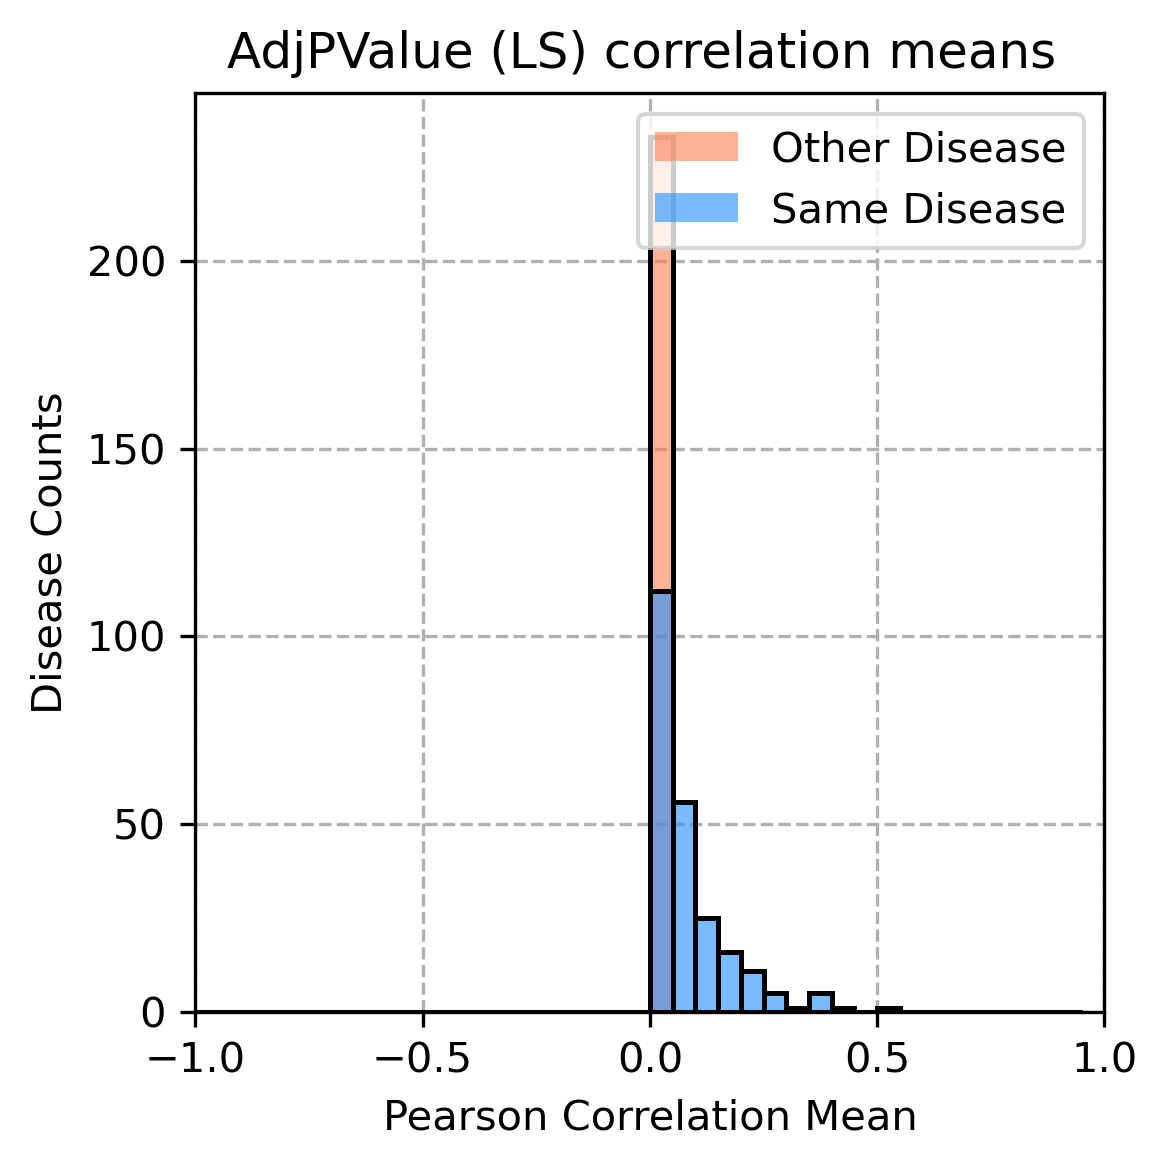 AdjPValue (LS) correlation means
Other Disease
Same Disease
Disease Counts
200
150
100
50
0
−1.0 −0.5 0.0 0.5 1.0
Pearson Correlation Mean